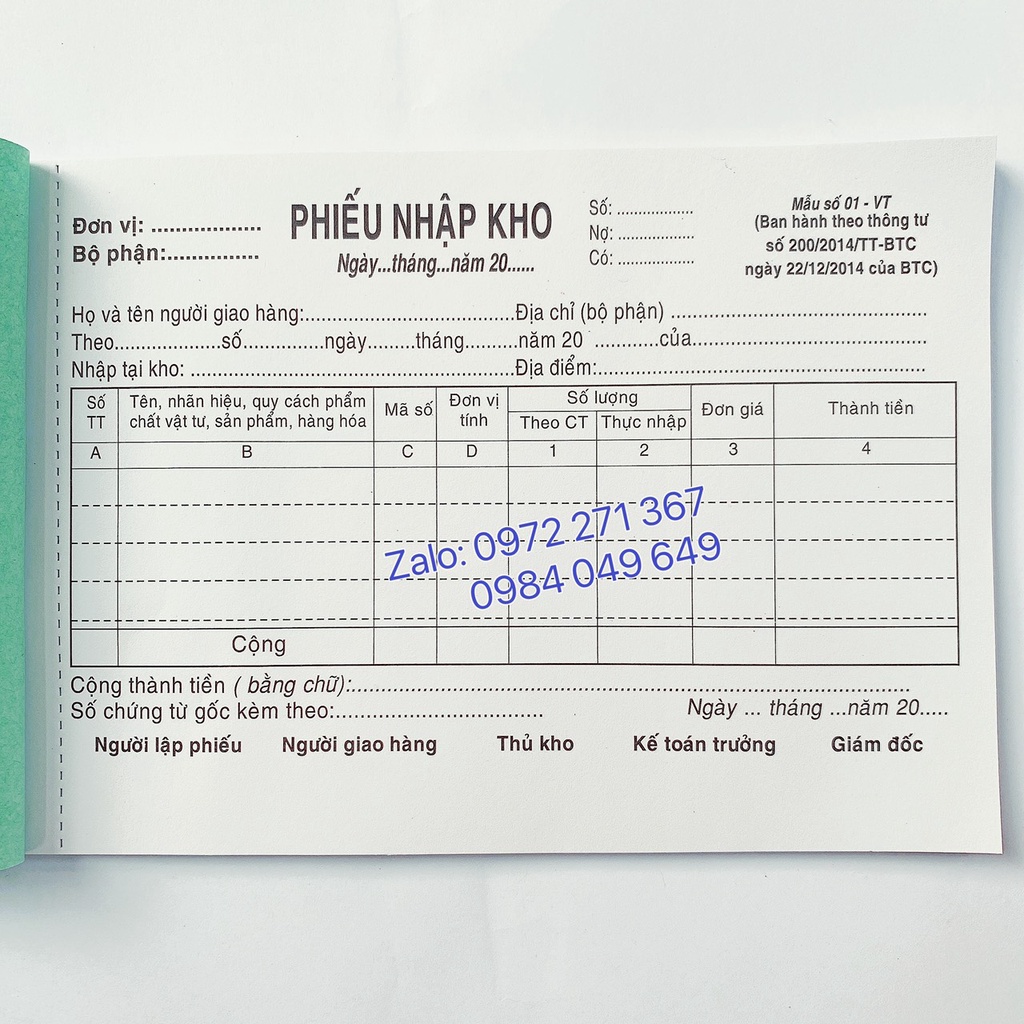 Đơn vị: ...................
Bộ phận:................
PHIẾU NHẬP KHO
Ngày...tháng...năm 20......
Số: ...................
Nợ: ...................
Có: ...................
Mẫu số 01 - VT
(Ban hành theo thông tư
số 200/2014/TT-BTC
ngày 22/12/2014 của BTC)
Họ và tên người giao hàng:...................................Địa chỉ (bộ phận) ...........................................
Theo..................số..............ngày........tháng.........năm 20 ...........của.......................................
Nhập tại kho: ......................................................Địa điểm:.......................................................
Số TT Tên, nhãn hiệu, quy cách phẩm chất vật tư, sản phẩm, hàng hóa Mã số Đơn vị tính Số lượng Đơn giá Thành tiền
Theo CT Thực nhập
A B C D 1 2 3 4
Zalo: 0972 271 367
0984 049 649
Cộng
Cộng thành tiền ( bằng chữ):...............................................................................................
Số chứng từ gốc kèm theo:...................................
Ngày ... tháng ...năm 20.....
Người lập phiếu Người giao hàng Thủ kho Kế toán trưởng Giám đốc